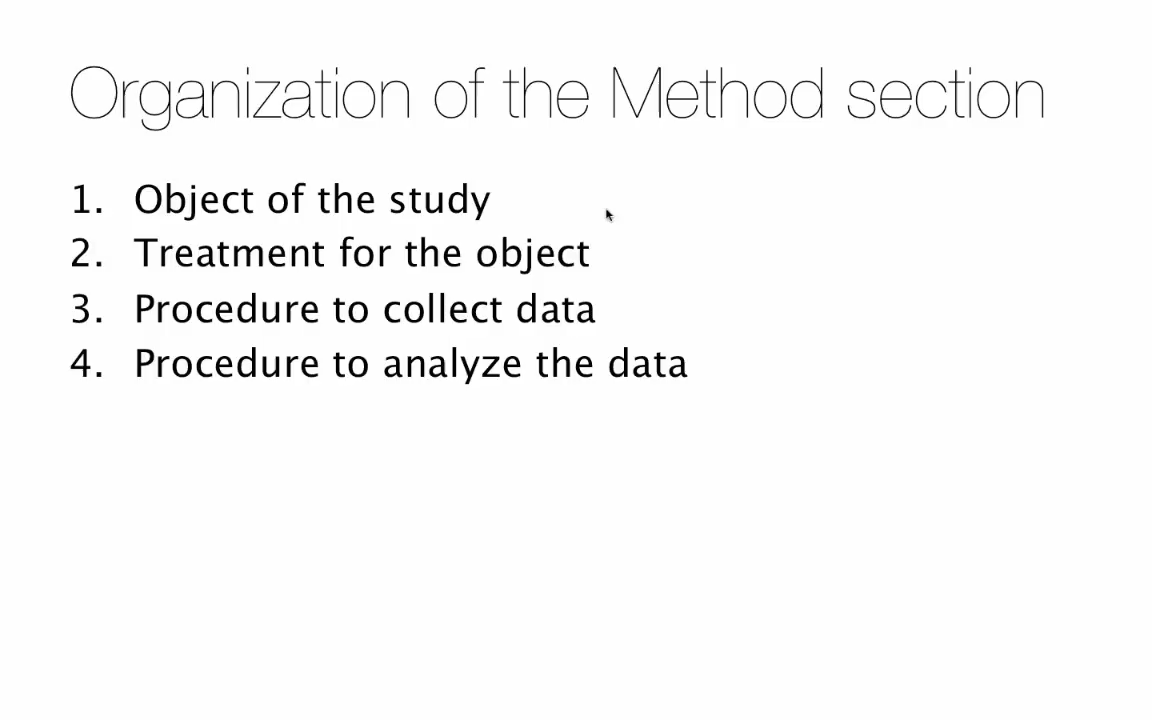 Organization of the Method section
1. Object of the study
2. Treatment for the object
3. Procedure to collect data
4. Procedure to analyze the data